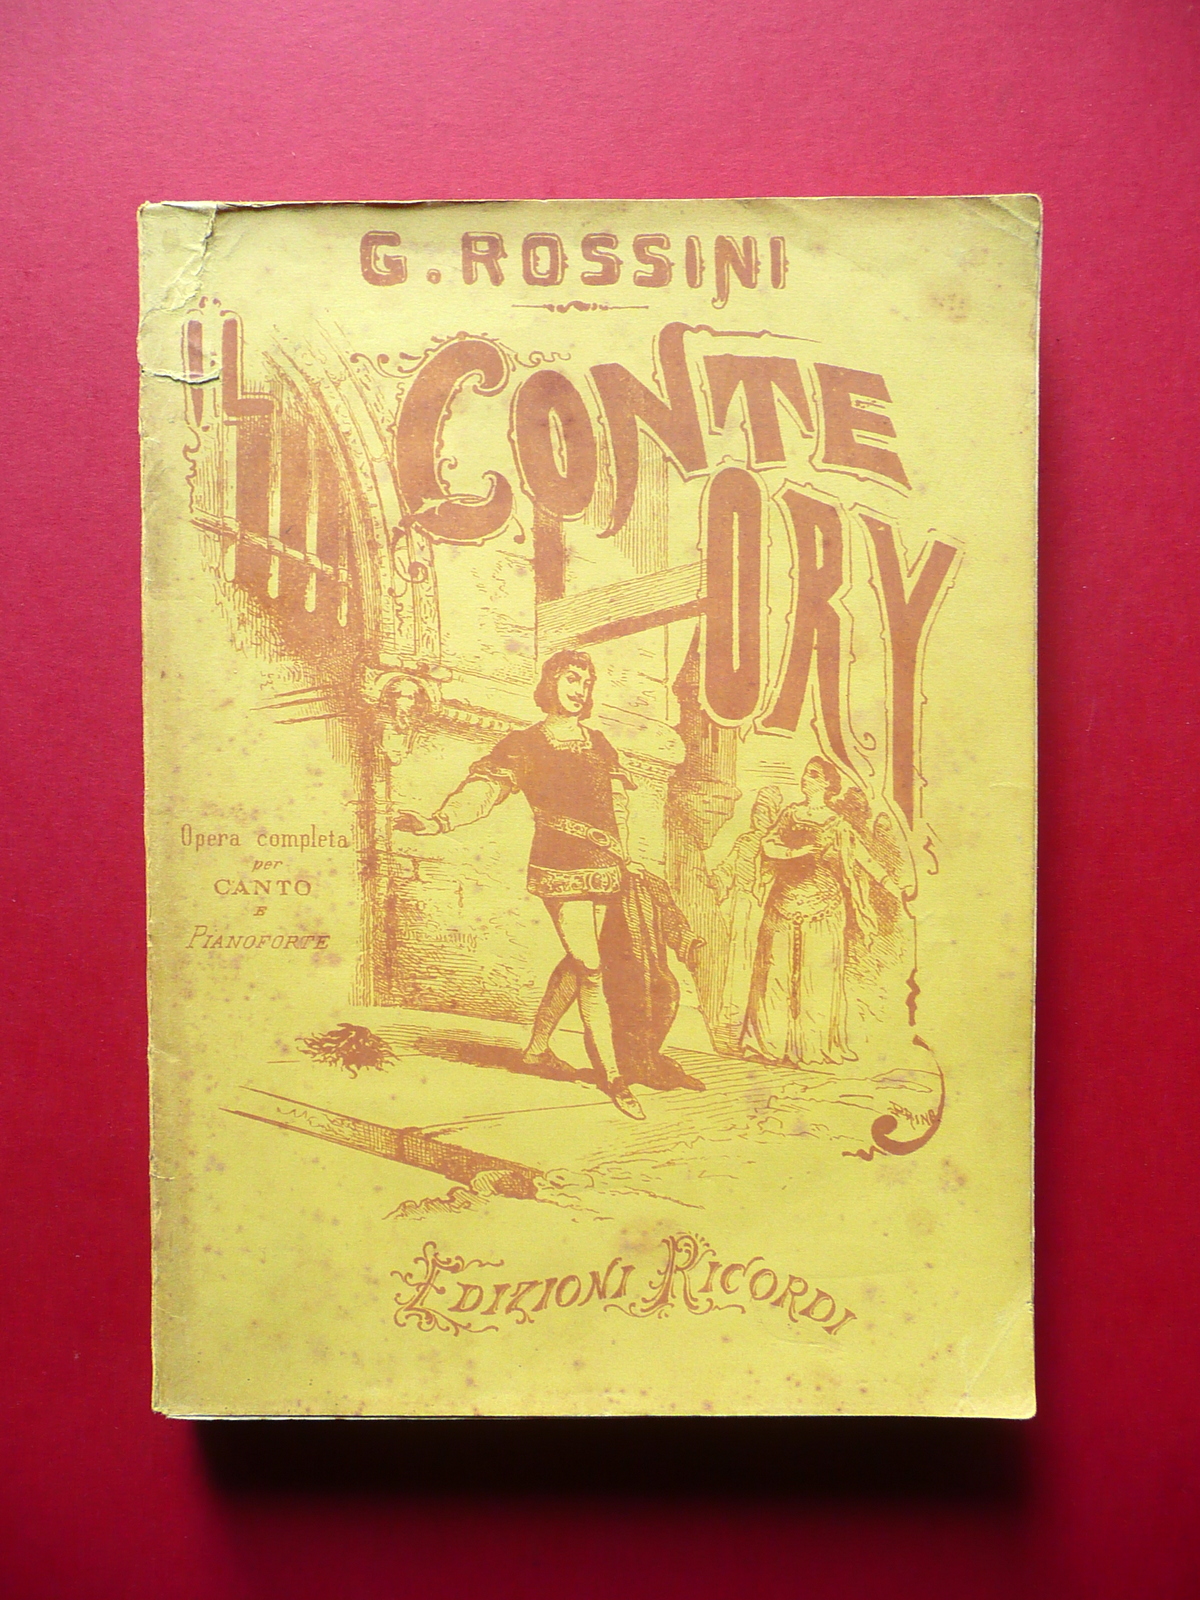 G. ROSSINI
IL CONTE
ORY
Opera completa
per
CANTO
E
PIANOFORTE
EDIZIONI RICORDI